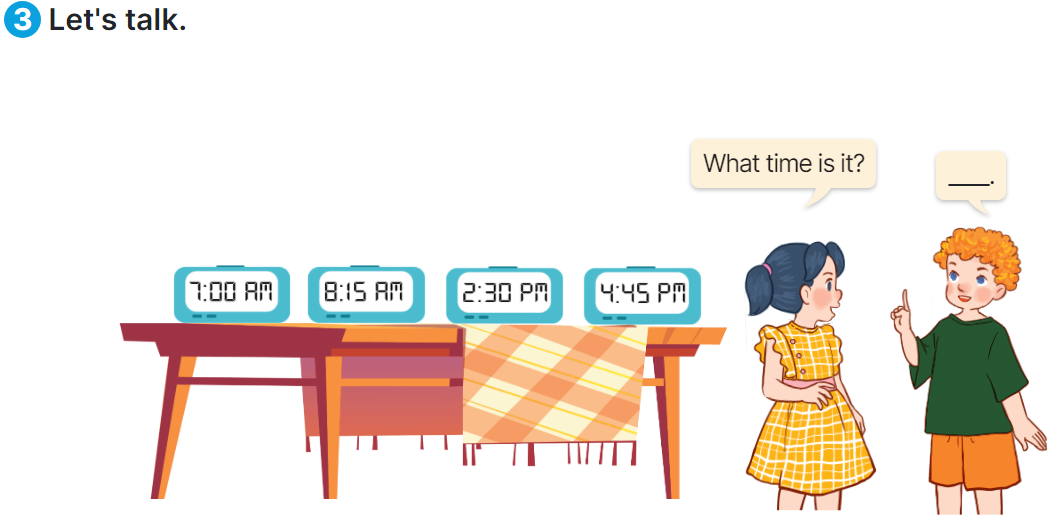 3 Let's talk.
What time is it?
____.
7:00 AM
8:15 AM
2:30 PM
4:45 PM